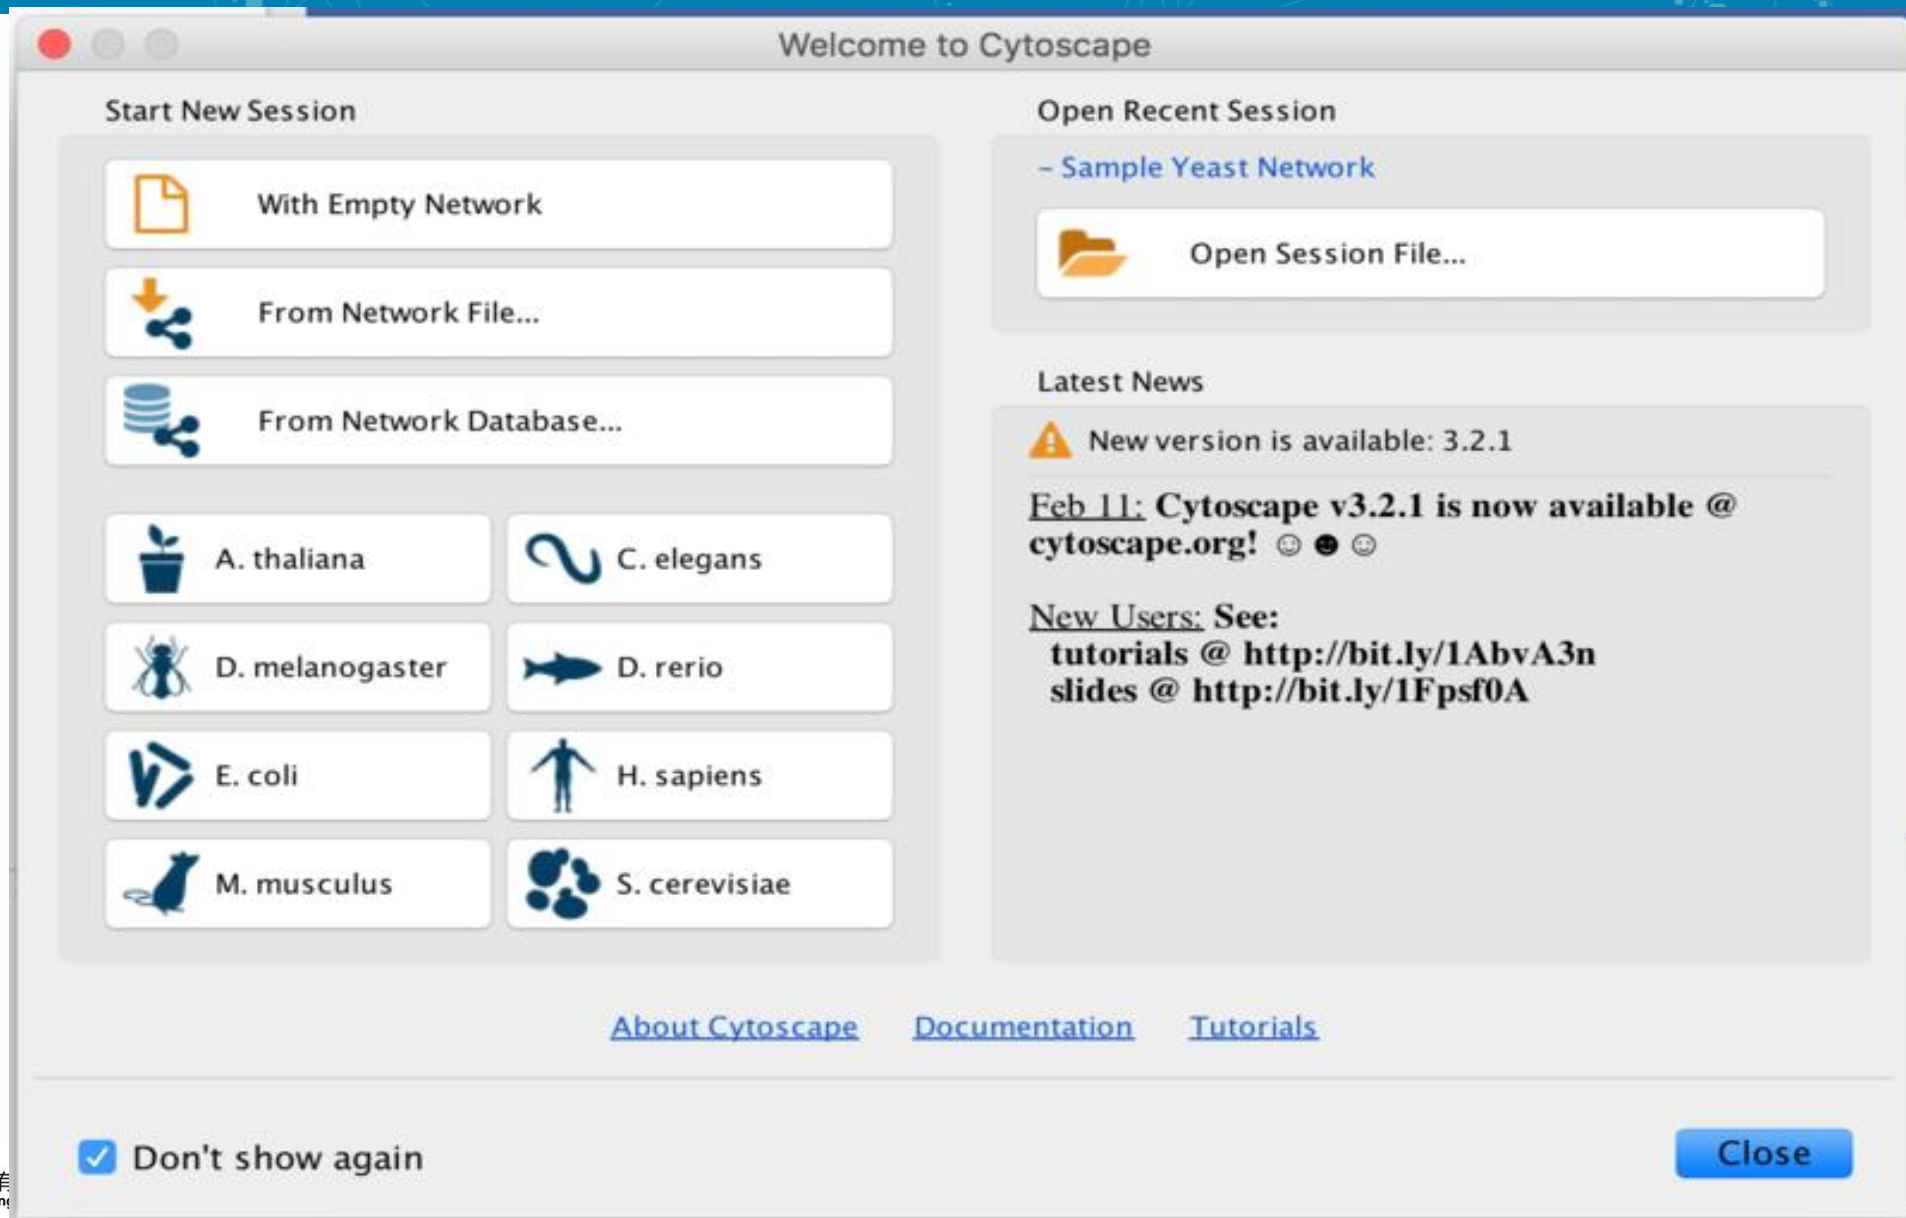 Welcome to Cytoscape
Start New Session
With Empty Network
From Network File...
From Network Database...
A. thaliana
C. elegans
D. melanogaster
D. rerio
E. coli
H. sapiens
M. musculus
S. cerevisiae
Open Recent Session
– Sample Yeast Network
Open Session File...
Latest News
New version is available: 3.2.1
Feb 11: Cytoscape v3.2.1 is now available @
cytoscape.org! ☺☻☺
New Users: See:
tutorials @ http://bit.ly/1AbvA3n
slides @ http://bit.ly/1Fpsf0A
About Cytoscape
Documentation
Tutorials
Don't show again
Close